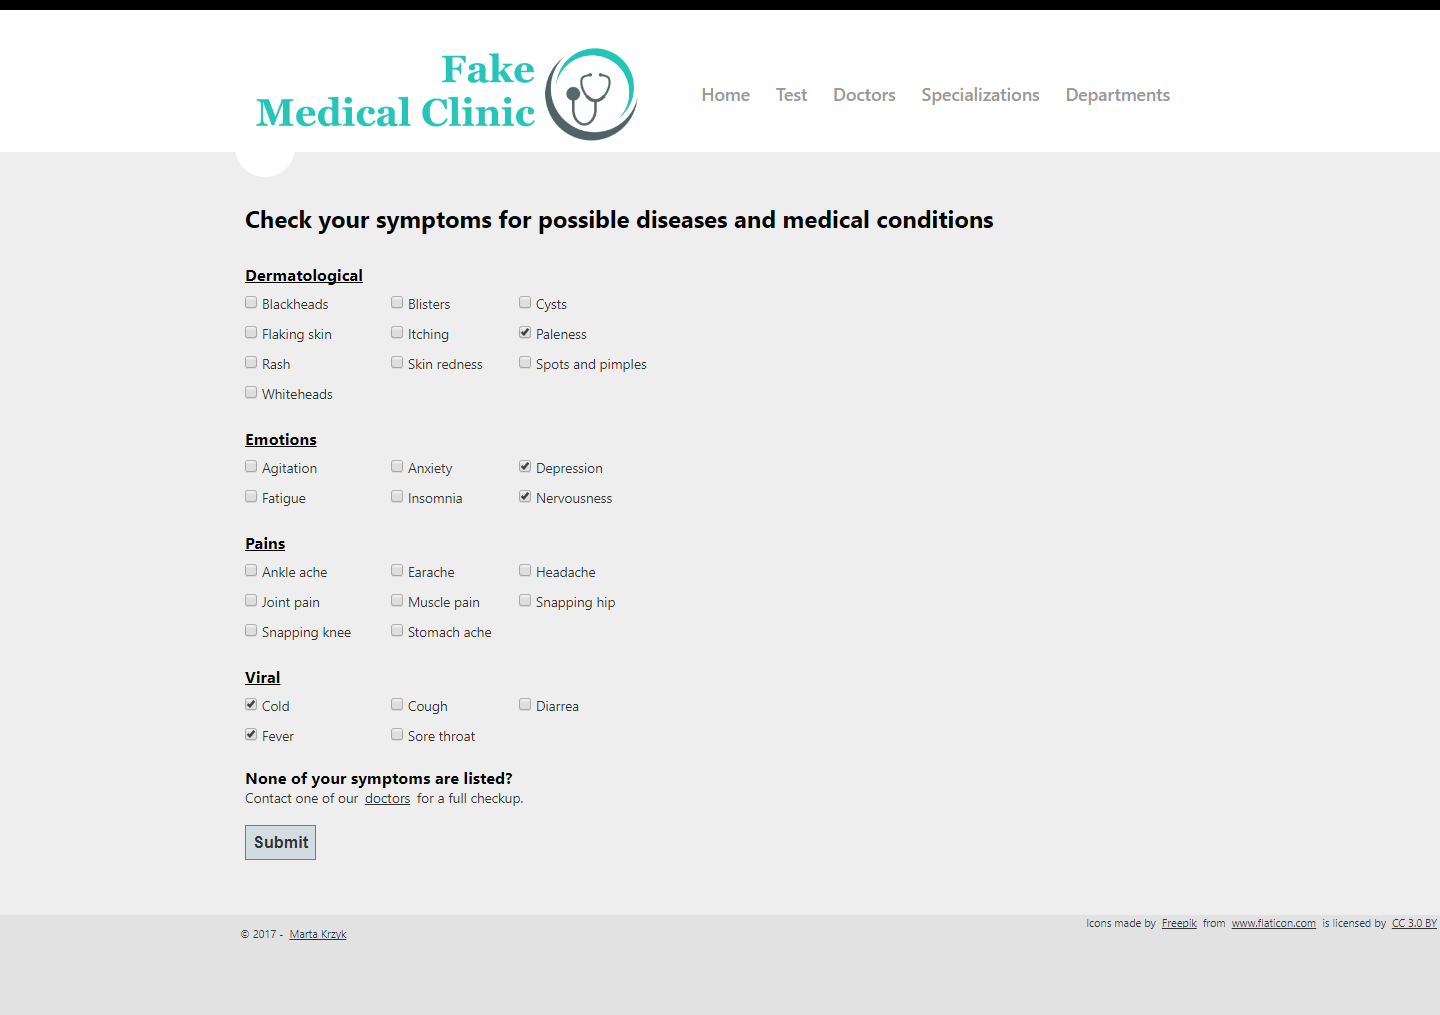 Fake
Medical Clinic
Home Test Doctors Specializations Departments
Check your symptoms for possible diseases and medical conditions
Dermatological
Blackheads Blisters Cysts
Flaking skin Itching Paleness
Rash Skin redness Spots and pimples
Whiteheads
Emotions
Agitation Anxiety Depression
Fatigue Insomnia Nervousness
Pains
Ankle ache Earache Headache
Joint pain Muscle pain Snapping hip
Snapping knee Stomach ache
Viral
Cold Cough Diarrea
Fever Sore throat
None of your symptoms are listed?
Contact one of our doctors for a full checkup.
Submit
Icons made by Freepik from www.flaticon.com is licensed by CC 3.0 BY
© 2017 - Marta Krzyk